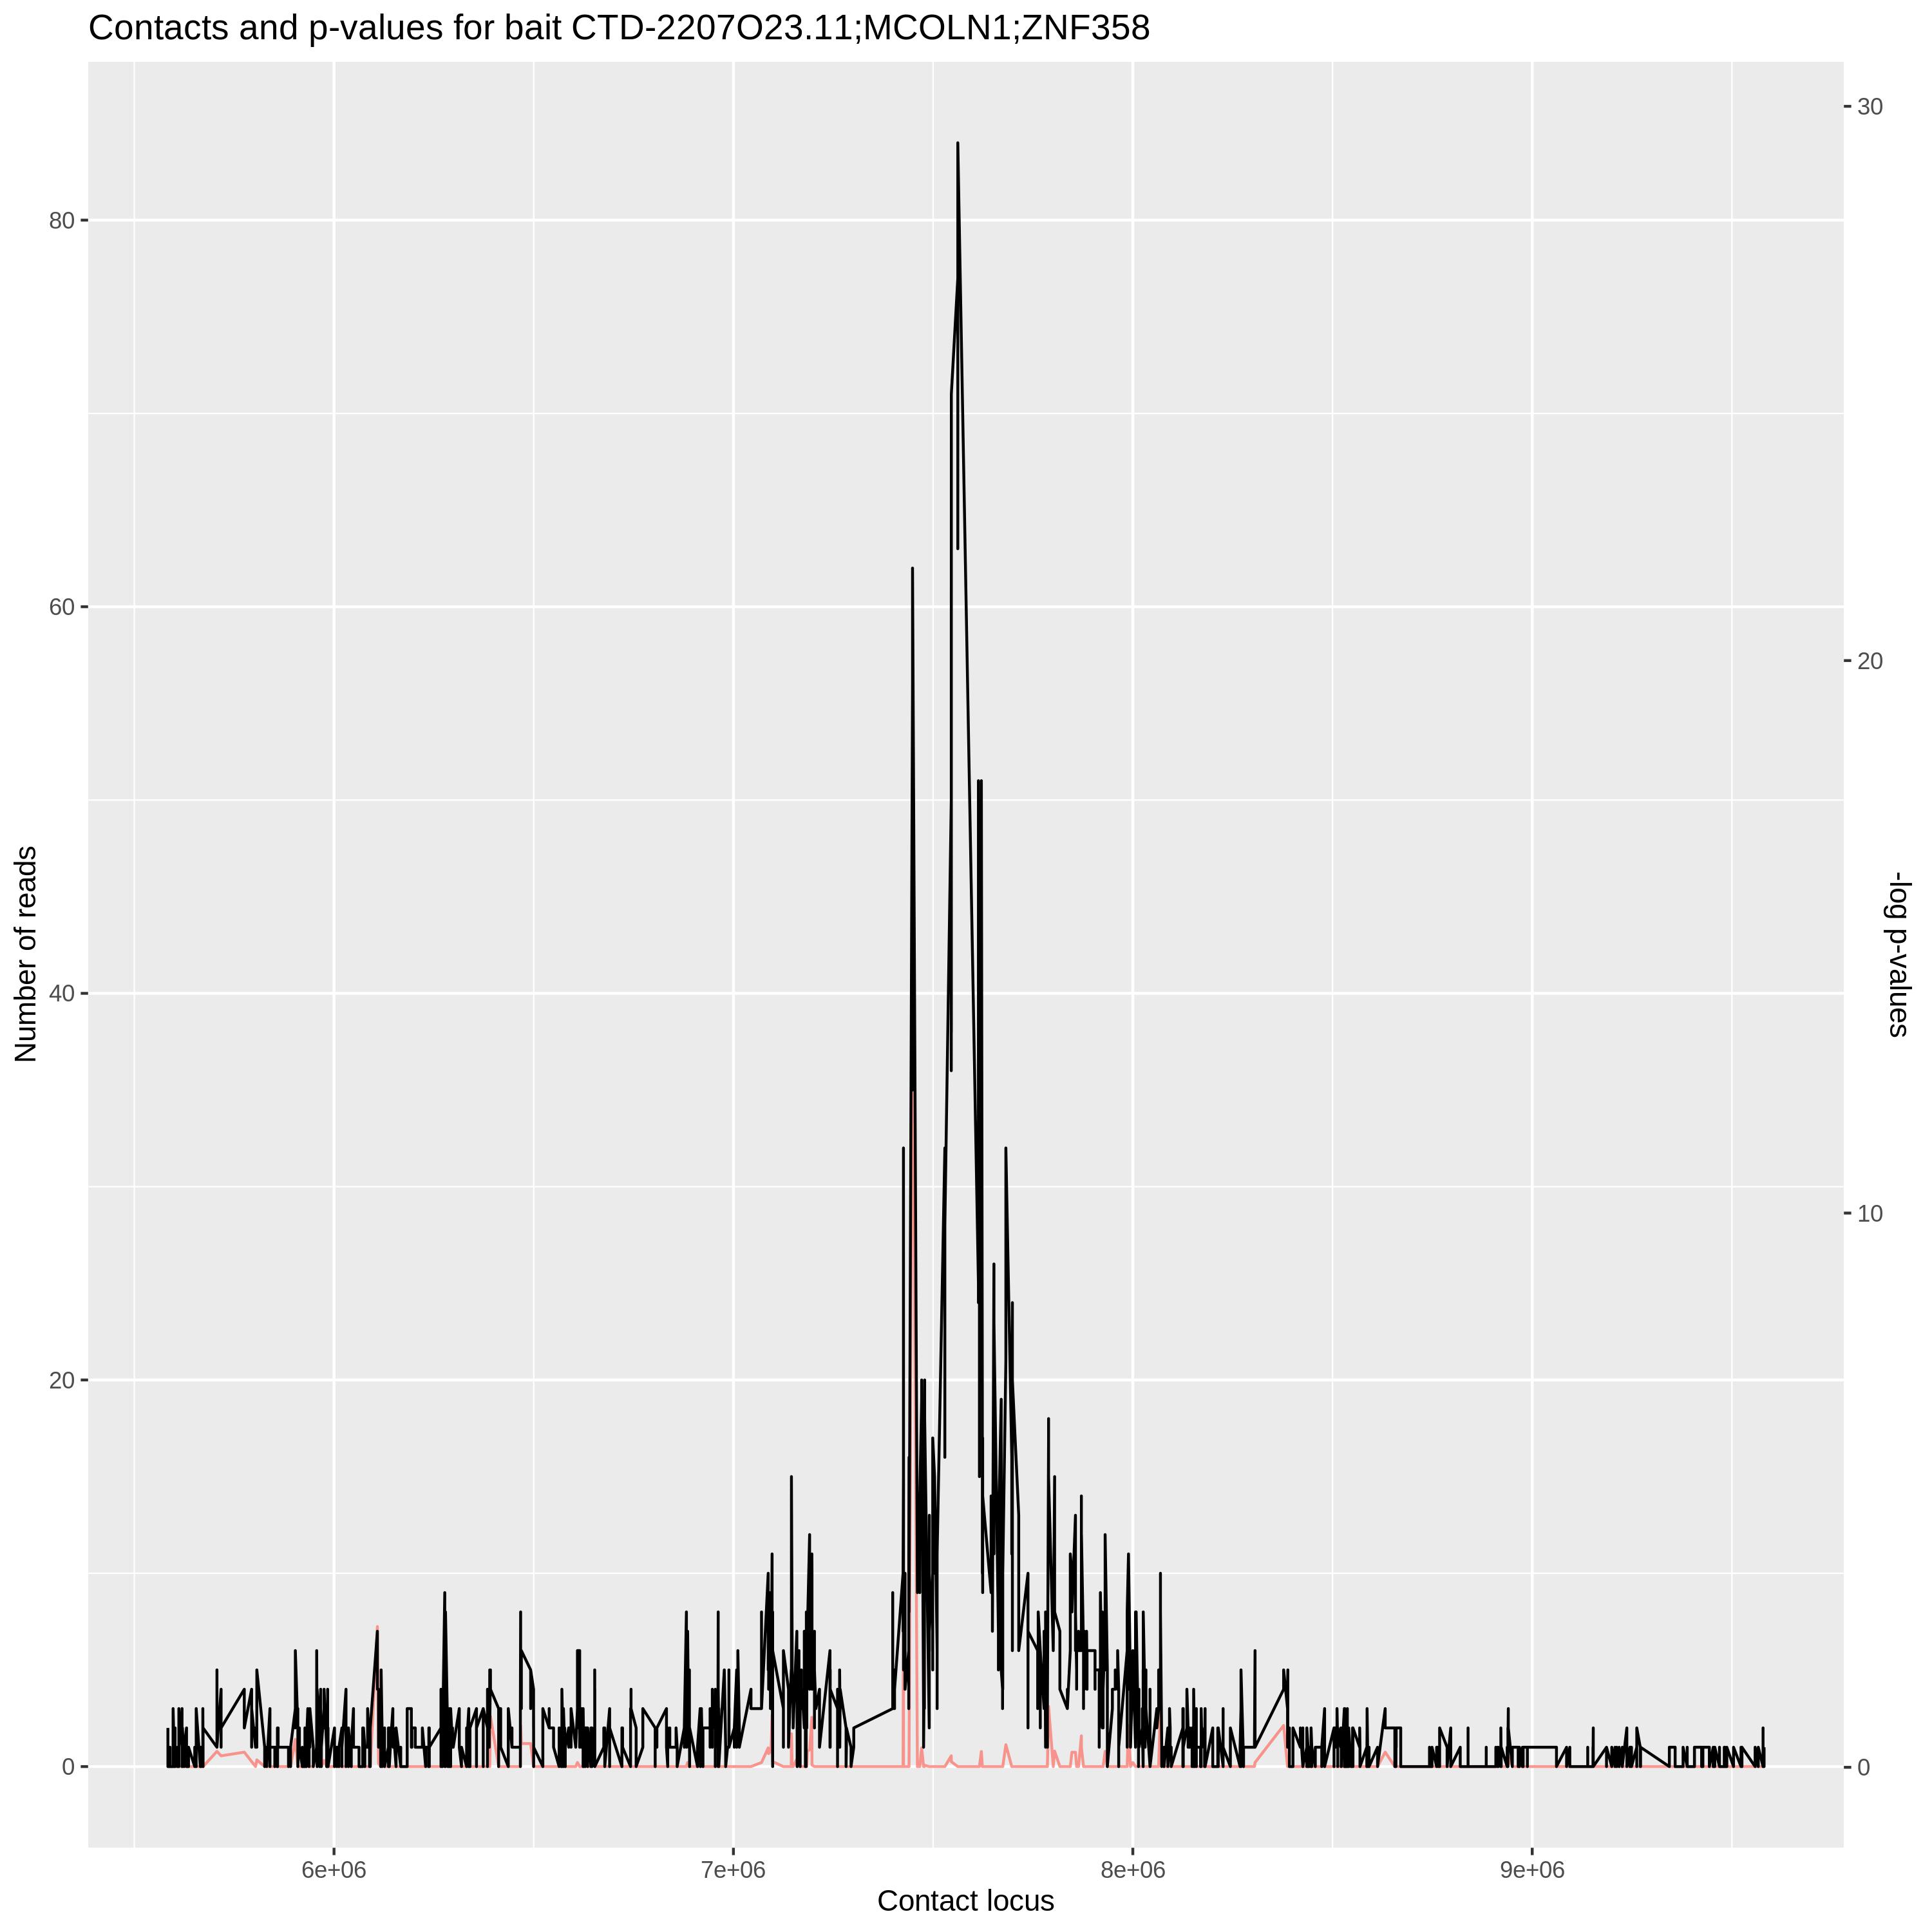 Contacts and p-values for bait CTD-2207O23.11;MCOLN1;ZNF358
Number of reads
80
60
40
20
0
30
20
10
0
-log p-values
6e+06
7e+06
8e+06
9e+06
Contact locus